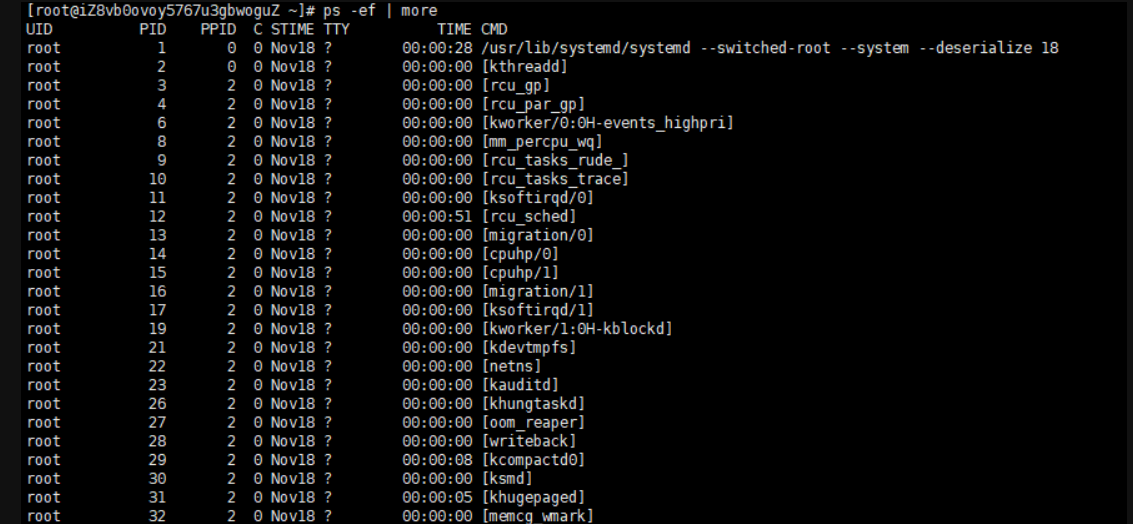 [root@iZ8vb0ovoy5767u3gbwoguZ ~]# ps -ef | more
UID          PID    PPID  C STIME TTY          TIME CMD
root           1       0  0 Nov18 ?        00:00:28 /usr/lib/systemd/systemd --switched-root --system --deserialize 18
root           2       0  0 Nov18 ?        00:00:00 [kthreadd]
root           3       2  0 Nov18 ?        00:00:00 [rcu_gp]
root           4       2  0 Nov18 ?        00:00:00 [rcu_par_gp]
root           6       2  0 Nov18 ?        00:00:00 [kworker/0:0H-events_highpri]
root           8       2  0 Nov18 ?        00:00:00 [mm_percpu_wq]
root           9       2  0 Nov18 ?        00:00:00 [rcu_tasks_rude_]
root          10       2  0 Nov18 ?        00:00:00 [rcu_tasks_trace]
root          11       2  0 Nov18 ?        00:00:00 [ksoftirqd/0]
root          12       2  0 Nov18 ?        00:00:51 [rcu_sched]
root          13       2  0 Nov18 ?        00:00:00 [migration/0]
root          14       2  0 Nov18 ?        00:00:00 [cpuhp/0]
root          15       2  0 Nov18 ?        00:00:00 [cpuhp/1]
root          16       2  0 Nov18 ?        00:00:00 [migration/1]
root          17       2  0 Nov18 ?        00:00:00 [ksoftirqd/1]
root          19       2  0 Nov18 ?        00:00:00 [kworker/1:0H-kblockd]
root          21       2  0 Nov18 ?        00:00:00 [kdevtmpfs]
root          22       2  0 Nov18 ?        00:00:00 [netns]
root          23       2  0 Nov18 ?        00:00:00 [kauditd]
root          26       2  0 Nov18 ?        00:00:00 [khungtaskd]
root          27       2  0 Nov18 ?        00:00:00 [oom_reaper]
root          28       2  0 Nov18 ?        00:00:00 [writeback]
root          29       2  0 Nov18 ?        00:00:08 [kcompactd0]
root          30       2  0 Nov18 ?        00:00:00 [ksmd]
root          31       2  0 Nov18 ?        00:00:05 [khugepaged]
root          32       2  0 Nov18 ?        00:00:00 [memcg_wmark]